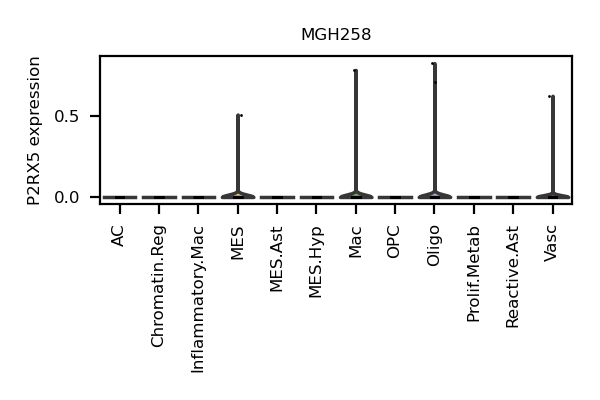 MGH258
P2RX5 expression
0.5
0.0
AC
Chromatin.Reg
Inflammatory.Mac
MES
MES.Ast
MES.Hyp
Mac
OPC
Oligo
Prolif.Metab
Reactive.Ast
Vasc